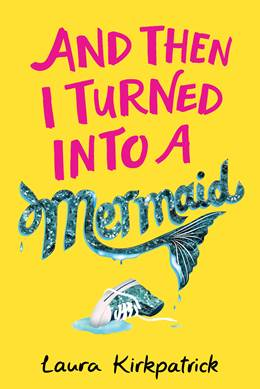 AND THEN
I TURNED
INTO A
Mermaid
Laura Kirkpatrick